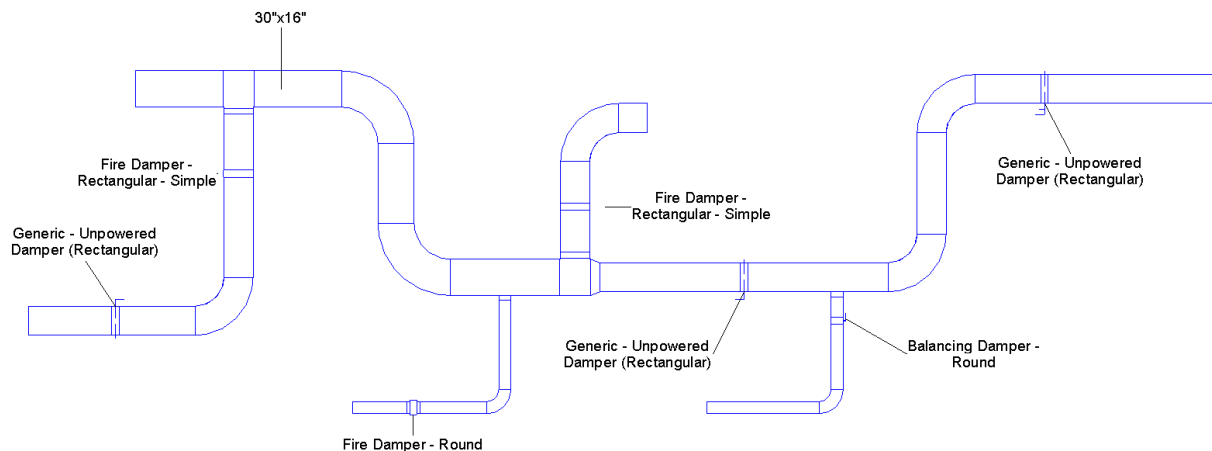 30"x16"
Fire Damper -
Rectangular - Simple
Generic - Unpowered
Damper (Rectangular)
Fire Damper -
Rectangular - Simple
Generic - Unpowered
Damper (Rectangular)
Generic - Unpowered
Damper (Rectangular)
Balancing Damper -
Round
Fire Damper - Round